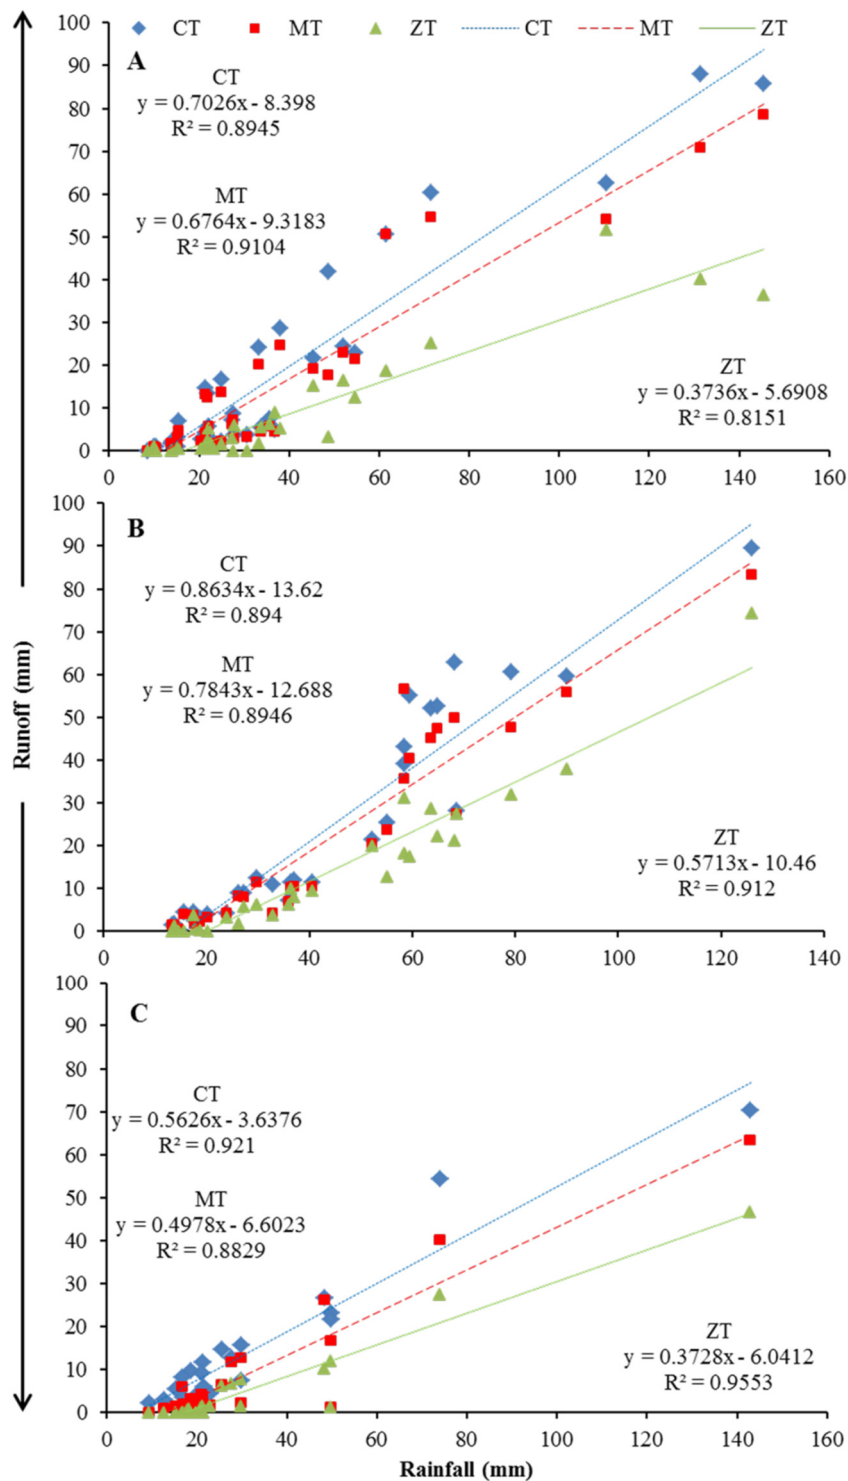 CT MT ZT CT MT ZT
A
100
90
80
70
60
50
40
30
20
10
0
CT
y = 0.7026x - 8.398
R² = 0.8945
MT
y = 0.6764x - 9.3183
R² = 0.9104
ZT
y = 0.3736x - 5.6908
R² = 0.8151
0 20 40 60 80 100 120 140 160
B
100
90
80
70
60
50
40
30
20
10
0
CT
y = 0.8634x - 13.62
R² = 0.894
MT
y = 0.7843x - 12.688
R² = 0.8946
ZT
y = 0.5713x - 10.46
R² = 0.912
0 20 40 60 80 100 120 140
Runoff (mm)
C
100
90
80
70
60
50
40
30
20
10
0
CT
y = 0.5626x - 3.6376
R² = 0.921
MT
y = 0.4978x - 6.6023
R² = 0.8829
ZT
y = 0.3728x - 6.0412
R² = 0.9553
0 20 40 60 80 100 120 140 160
Rainfall (mm)